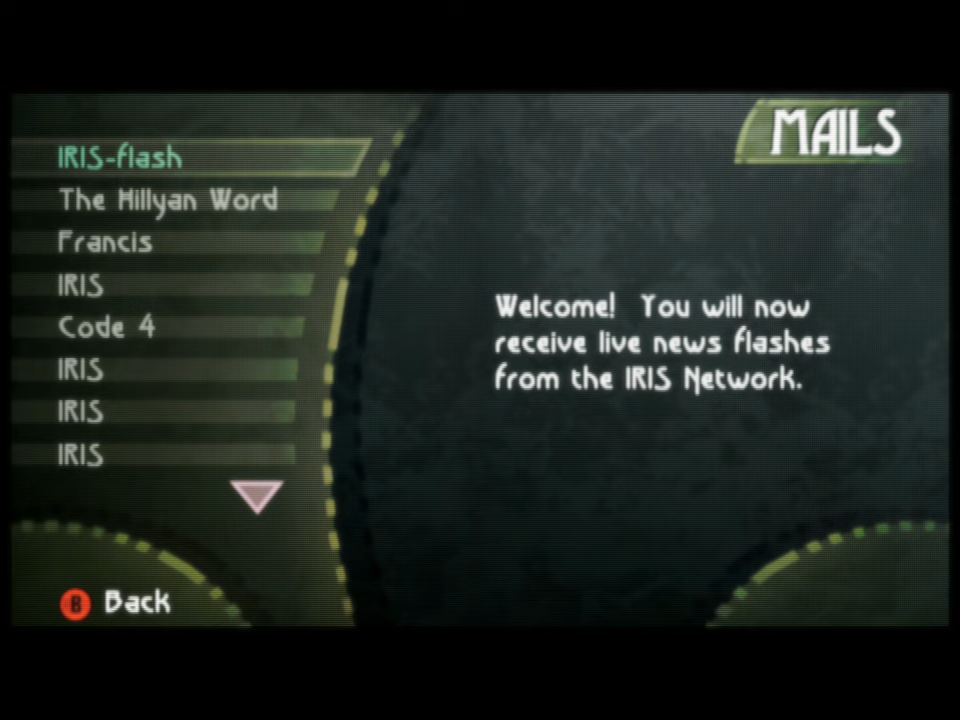 MAILS
IRIS-flash
The Hillyan Word
Francis
IRIS
Code 4
IRIS
IRIS
IRIS
Welcome! You will now
receive live news flashes
from the IRIS Network.
B Back